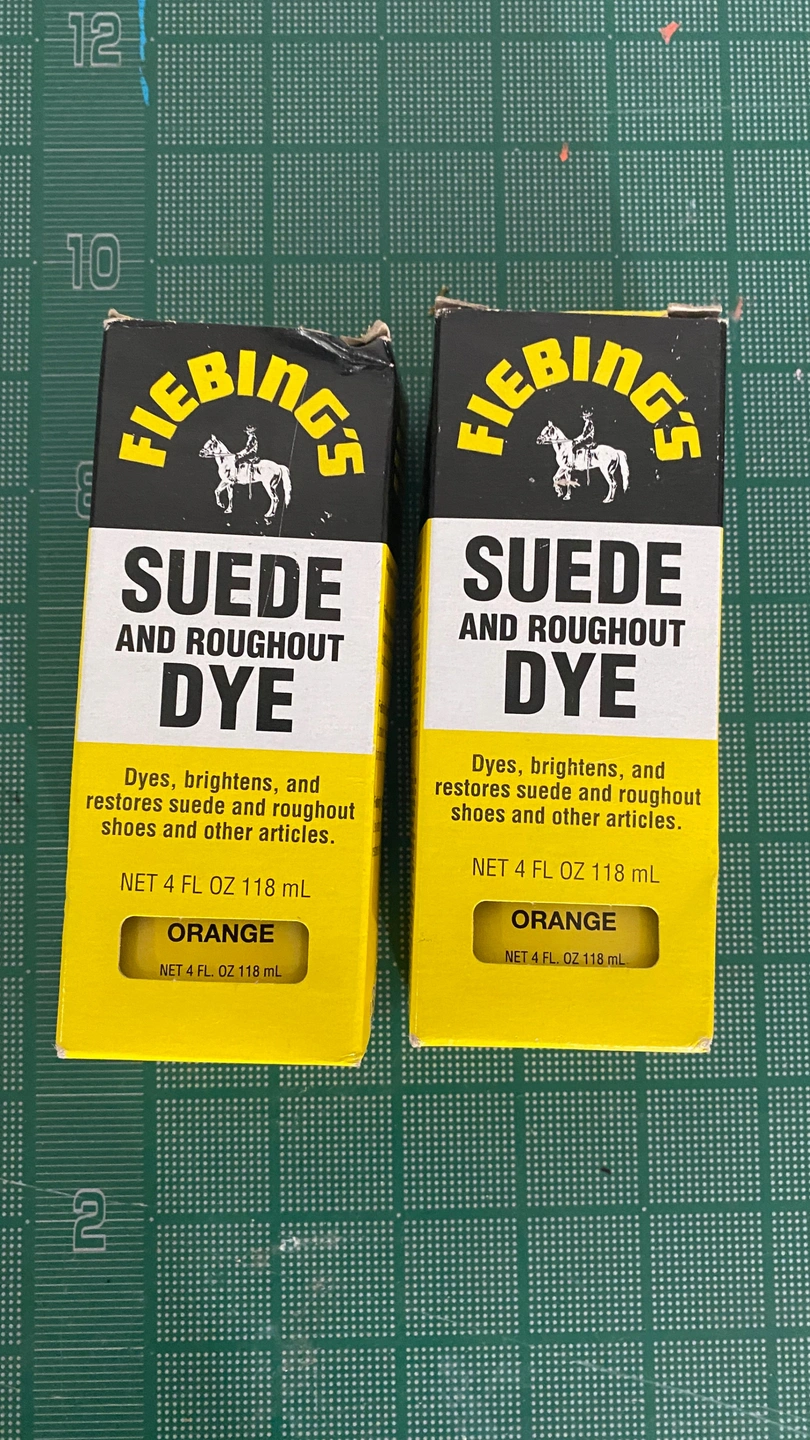 12
10
8
2
FIEBING'S
SUEDE
AND ROUGHOUT
DYE
Dyes, brightens, and
restores suede and roughout
shoes and other articles.
NET 4 FL OZ 118 mL
ORANGE
NET 4 FL. OZ 118 mL
FIEBING'S
SUEDE
AND ROUGHOUT
DYE
Dyes, brightens, and
restores suede and roughout
shoes and other articles.
NET 4 FL OZ 118 mL
ORANGE
NET 4 FL. OZ 118 mL